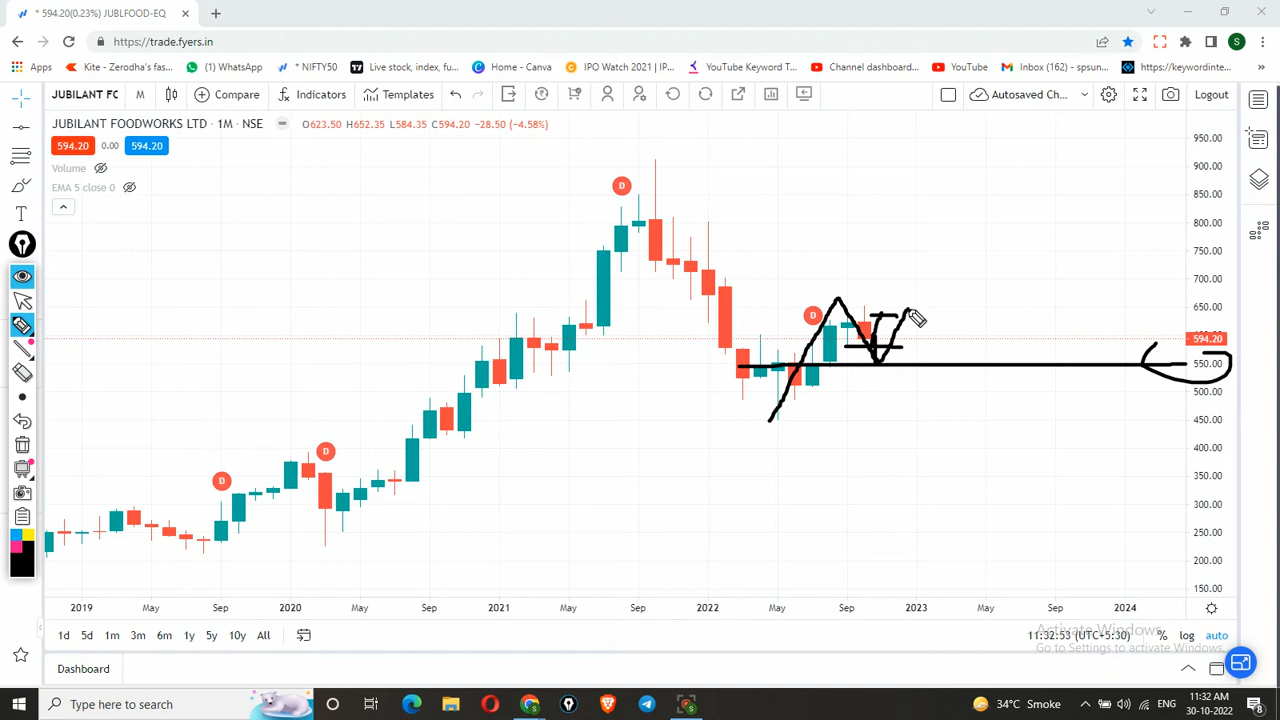 * 594.20(0.23%) JUBLFOOD-EQ
https://trade.fyers.in
S
Apps Kite - Zerodha's fas... (1) WhatsApp * NIFTY50 Live stock, index, fu... Home - Canva IPO Watch 2021 | IP... YouTube Keyword T... Channel dashboard... YouTube Inbox (162) - spsun... https://keywordinte...
JUBILANT FO M Compare Indicators Templates Autosaved Ch... Logout
JUBILANT FOODWORKS LTD · 1M · NSE O623.50 H652.35 L584.35 C594.20 −28.50 (−4.58%)
594.20 0.00 594.20
Volume
EMA 5 close 0
950.00
900.00
850.00
800.00
750.00
700.00
650.00
594.20
550.00
500.00
450.00
400.00
350.00
300.00
250.00
200.00
150.00
D
D
D
D
2019 May Sep 2020 May Sep 2021 May Sep 2022 May Sep 2023 May Sep 2024
1d 5d 1m 3m 6m 1y 5y 10y All 11:32:53 (UTC+5:30) % log auto
Activate Windows
Go to Settings to activate Windows.
Dashboard
Type here to search 34°C Smoke ENG 11:32 AM
30-10-2022 8